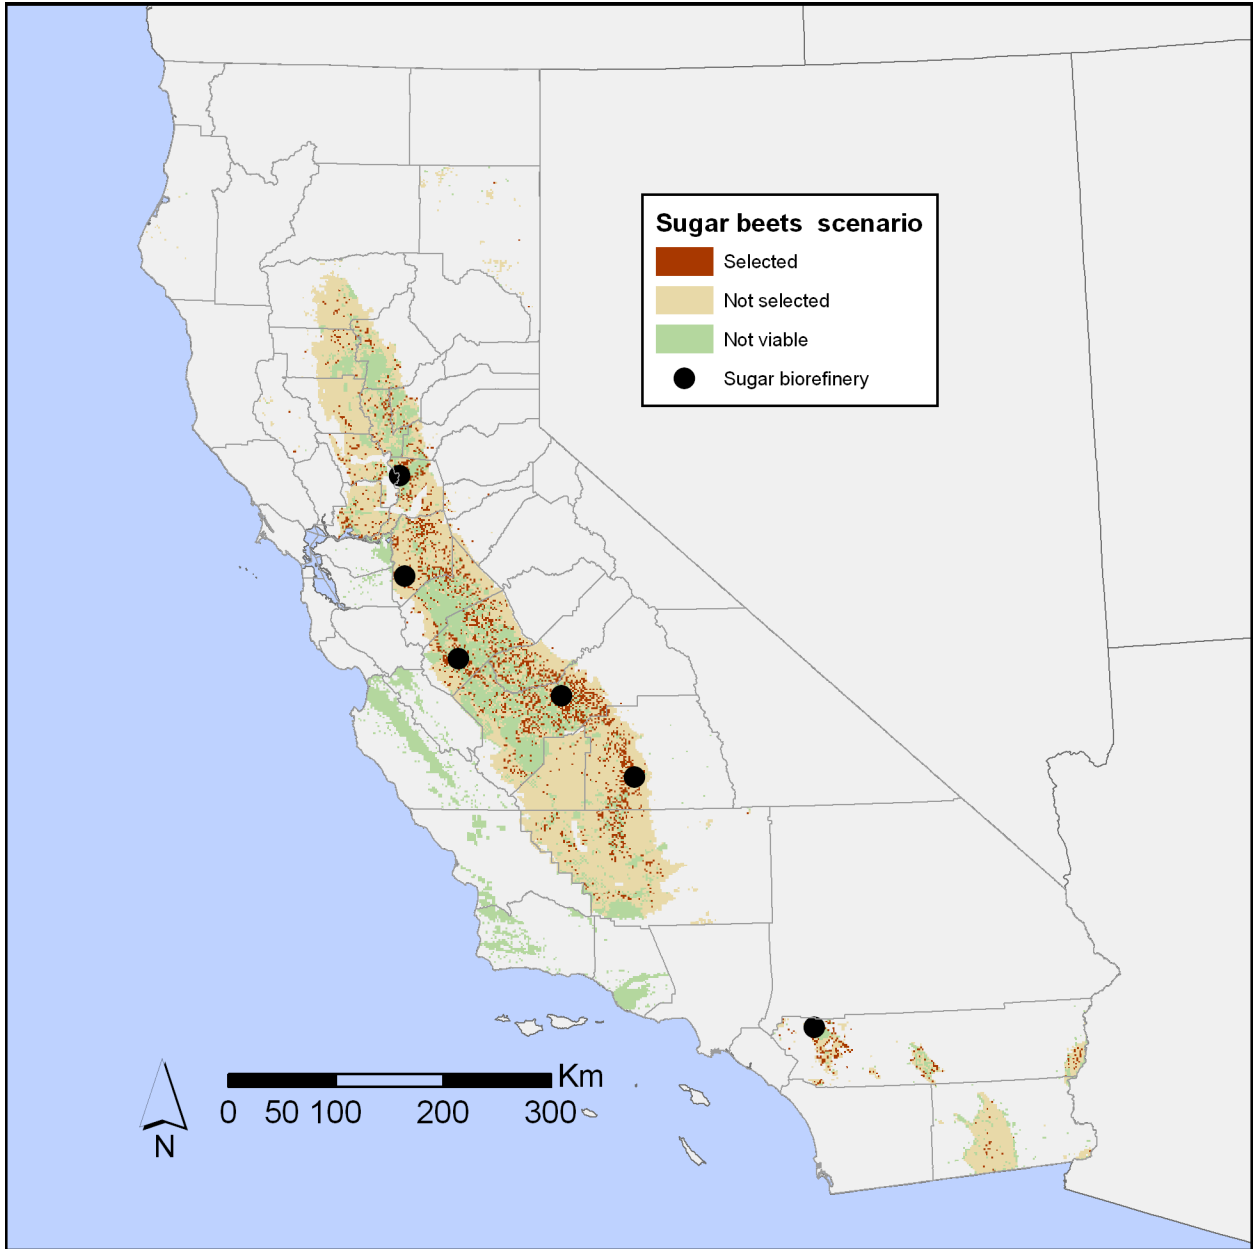 Sugar beets scenario
Selected
Not selected
Not viable
Sugar biorefinery
Km
0 50 100 200 300
N